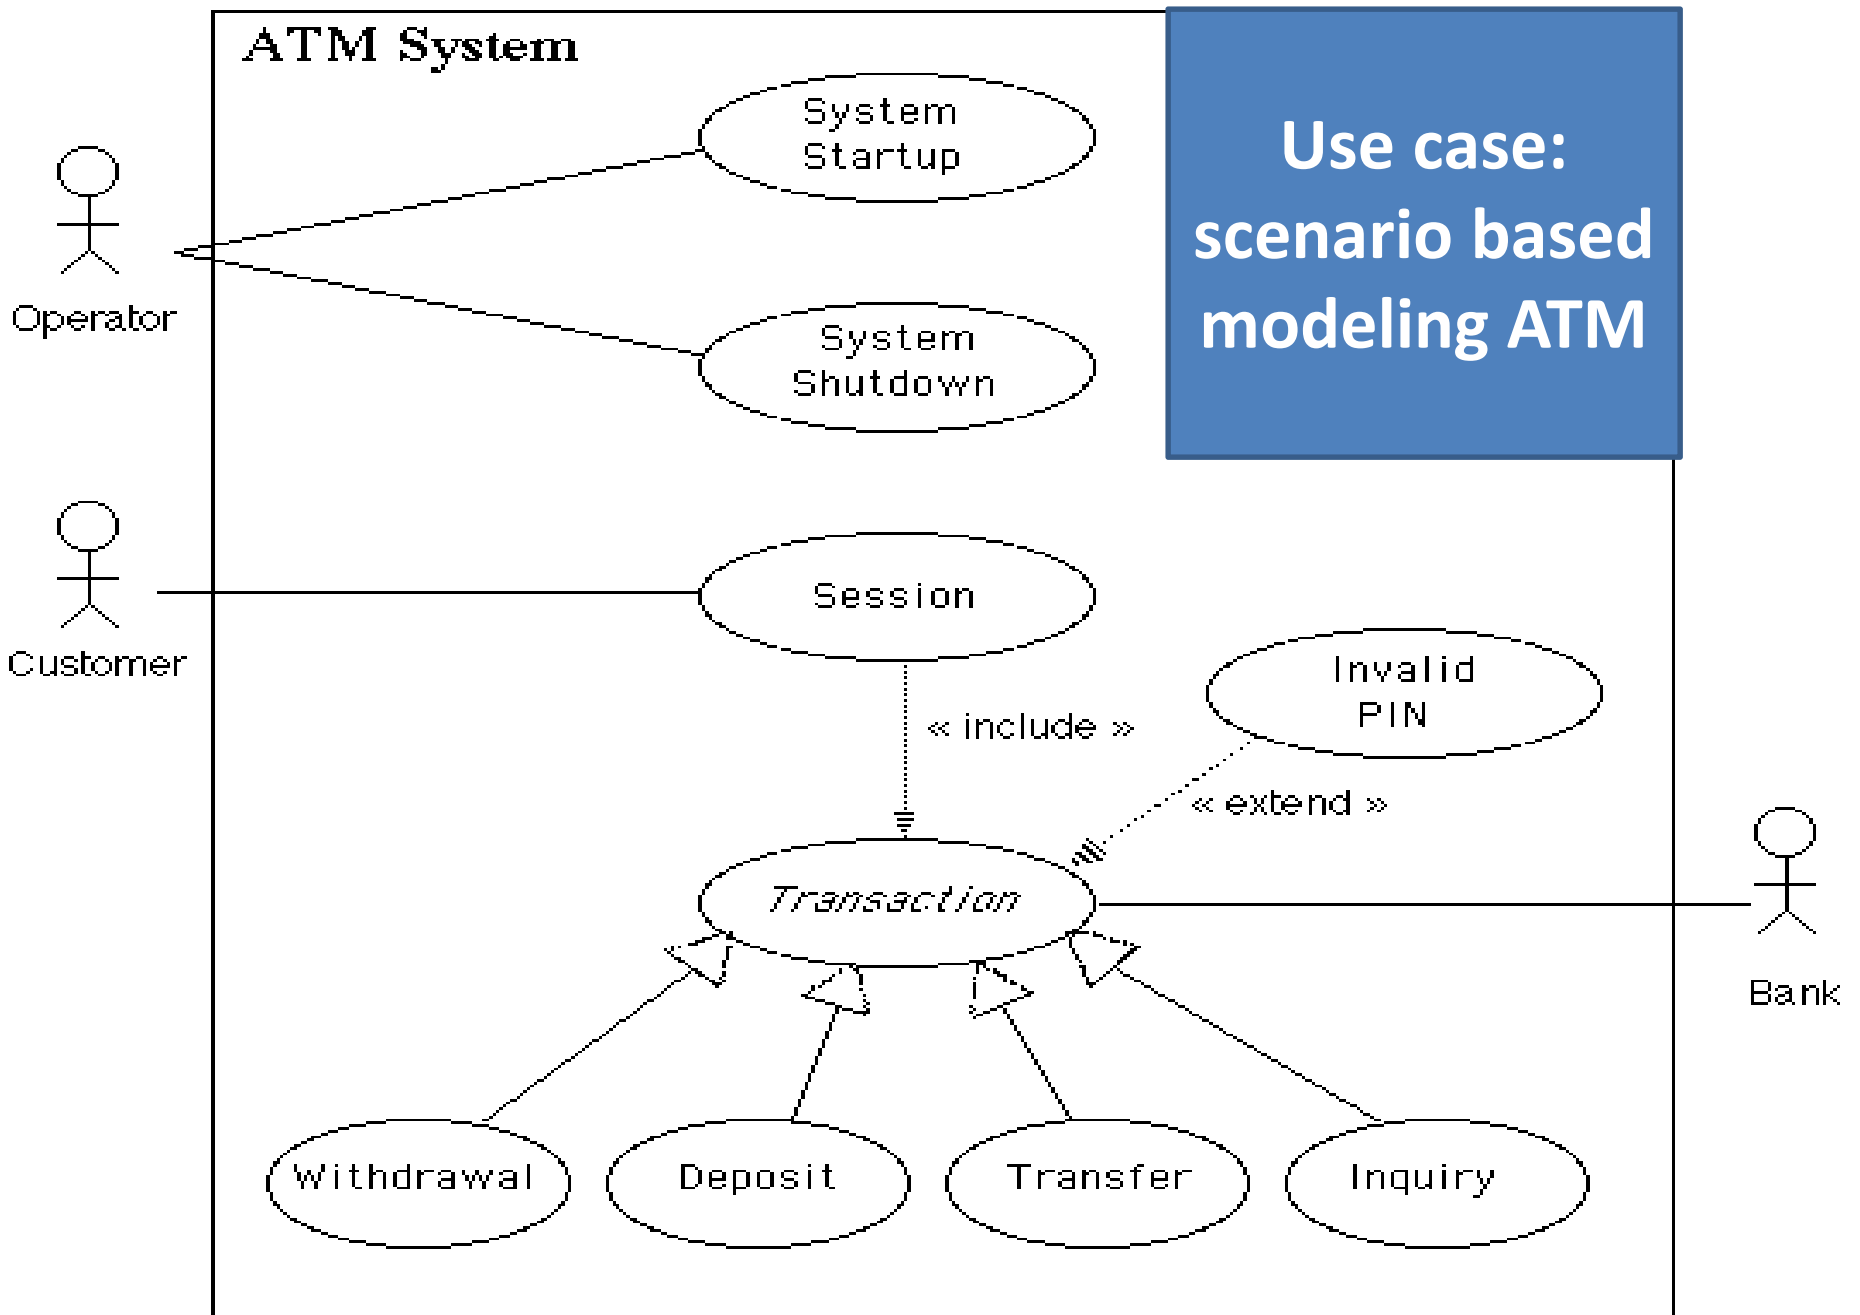 ATM System
Use case:
scenario based
modeling ATM
System
Startup
Operator
System
Shutdown
Customer
Session
Invalid
PIN
« include »
« extend »
Transaction
Bank
Withdrawal
Deposit
Transfer
Inquiry